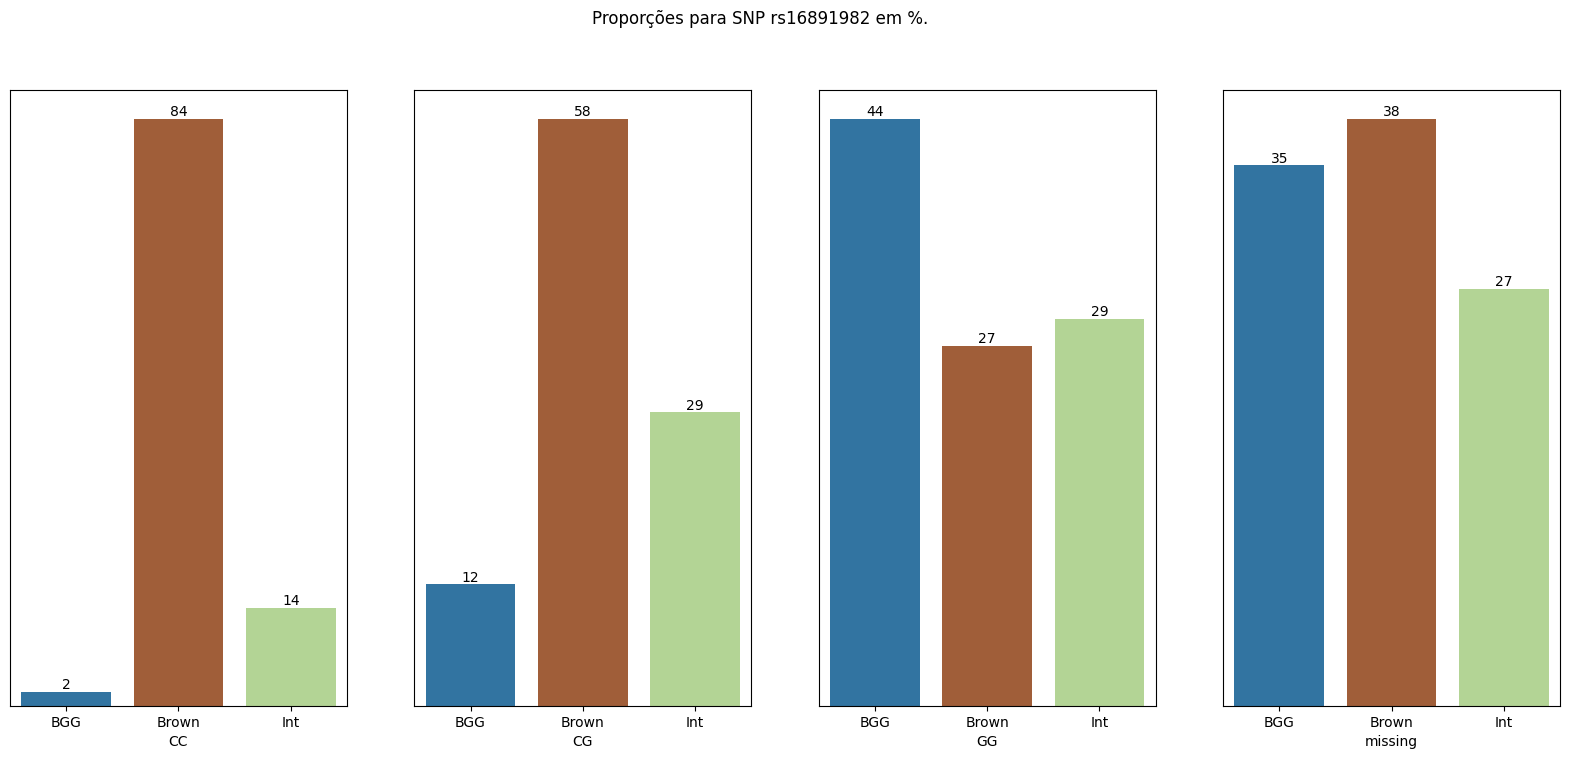 Proporções para SNP rs16891982 em %.
2
84
14
BGG Brown Int
CC
12
58
29
BGG Brown Int
CG
44
27
29
BGG Brown Int
GG
35
38
27
BGG Brown Int
missing